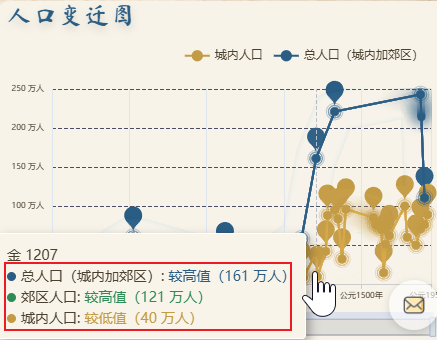 人口变迁图
城内人口 总人口（城内加郊区）
250 万人
200 万人
150 万人
100 万人
金 1207
总人口（城内加郊区）: 较高值（161 万人）
郊区人口: 较高值（121 万人）
城内人口: 较低值（40 万人）
公元1500年